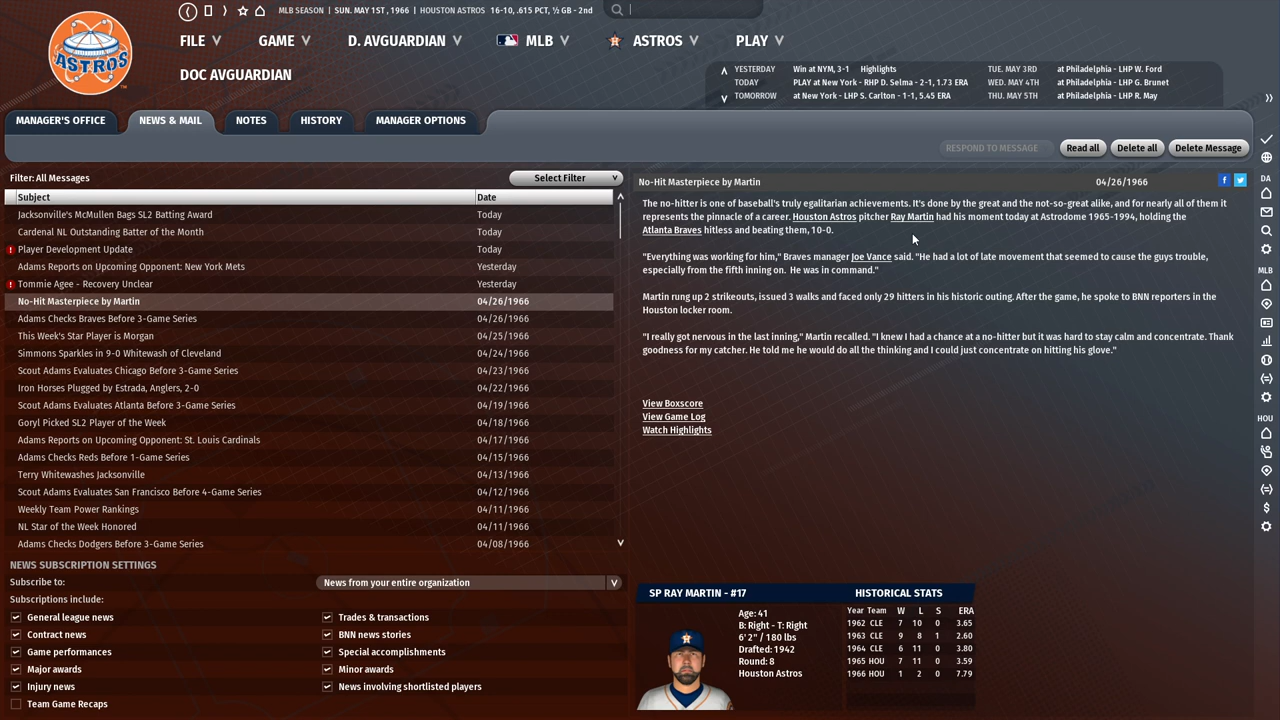 MLB SEASON | SUN. MAY 1ST, 1966 | HOUSTON ASTROS 16-10, .615 PCT, ½ GB - 2nd
ASTROS
FILE GAME D. AVGUARDIAN MLB ASTROS PLAY
DOC AVGUARDIAN
YESTERDAY Win at NYM, 3-1 Highlights TUE. MAY 3RD at Philadelphia - LHP W. Ford
TODAY PLAY at New York - RHP D. Selma - 2-1, 1.73 ERA WED. MAY 4TH at Philadelphia - LHP G. Brunet
TOMORROW at New York - LHP S. Carlton - 1-1, 5.45 ERA THU. MAY 5TH at Philadelphia - LHP R. May
MANAGER'S OFFICE NEWS & MAIL NOTES HISTORY MANAGER OPTIONS
RESPOND TO MESSAGE Read all Delete all Delete Message
Filter: All Messages Select Filter
Subject Date
Jacksonville's McMullen Bags SL2 Batting Award Today
Cardenal NL Outstanding Batter of the Month Today
Player Development Update Today
Adams Reports on Upcoming Opponent: New York Mets Yesterday
Tommie Agee - Recovery Unclear Yesterday
No-Hit Masterpiece by Martin 04/26/1966
Adams Checks Braves Before 3-Game Series 04/26/1966
This Week's Star Player is Morgan 04/25/1966
Simmons Sparkles in 9-0 Whitewash of Cleveland 04/24/1966
Scout Adams Evaluates Chicago Before 3-Game Series 04/23/1966
Iron Horses Plugged by Estrada, Anglers, 2-0 04/22/1966
Scout Adams Evaluates Atlanta Before 3-Game Series 04/19/1966
Goryl Picked SL2 Player of the Week 04/18/1966
Adams Reports on Upcoming Opponent: St. Louis Cardinals 04/17/1966
Adams Checks Reds Before 1-Game Series 04/15/1966
Terry Whitewashes Jacksonville 04/13/1966
Scout Adams Evaluates San Francisco Before 4-Game Series 04/12/1966
Weekly Team Power Rankings 04/11/1966
NL Star of the Week Honored 04/11/1966
Adams Checks Dodgers Before 3-Game Series 04/08/1966
NEWS SUBSCRIPTION SETTINGS
Subscribe to: News from your entire organization
Subscriptions include:
General league news Trades & transactions
Contract news BNN news stories
Game performances Special accomplishments
Major awards Minor awards
Injury news News involving shortlisted players
Team Game Recaps
No-Hit Masterpiece by Martin 04/26/1966
The no-hitter is one of baseball's truly egalitarian achievements. It's done by the great and the not-so-great alike, and for nearly all of them it
represents the pinnacle of a career. Houston Astros pitcher Ray Martin had his moment today at Astrodome 1965-1994, holding the
Atlanta Braves hitless and beating them, 10-0.
"Everything was working for him," Braves manager Joe Vance said. "He had a lot of late movement that seemed to cause the guys trouble,
especially from the fifth inning on. He was in command."
Martin rung up 2 strikeouts, issued 3 walks and faced only 29 hitters in his historic outing. After the game, he spoke to BNN reporters in the
Houston locker room.
"I really got nervous in the last inning," Martin recalled. "I knew I had a chance at a no-hitter but it was hard to stay calm and concentrate. Thank
goodness for my catcher. He told me he would do all the thinking and I could just concentrate on hitting his glove."
View Boxscore
View Game Log
Watch Highlights
SP RAY MARTIN - #17
Age: 41
B: Right - T: Right
6' 2" / 180 lbs
Drafted: 1942
Round: 8
Houston Astros
HISTORICAL STATS
Year Team W L S ERA
1962 CLE 7 10 0 3.65
1963 CLE 9 8 1 2.60
1964 CLE 6 11 0 3.80
1965 HOU 7 11 0 3.59
1966 HOU 1 2 0 7.79
DA
MLB
HOU